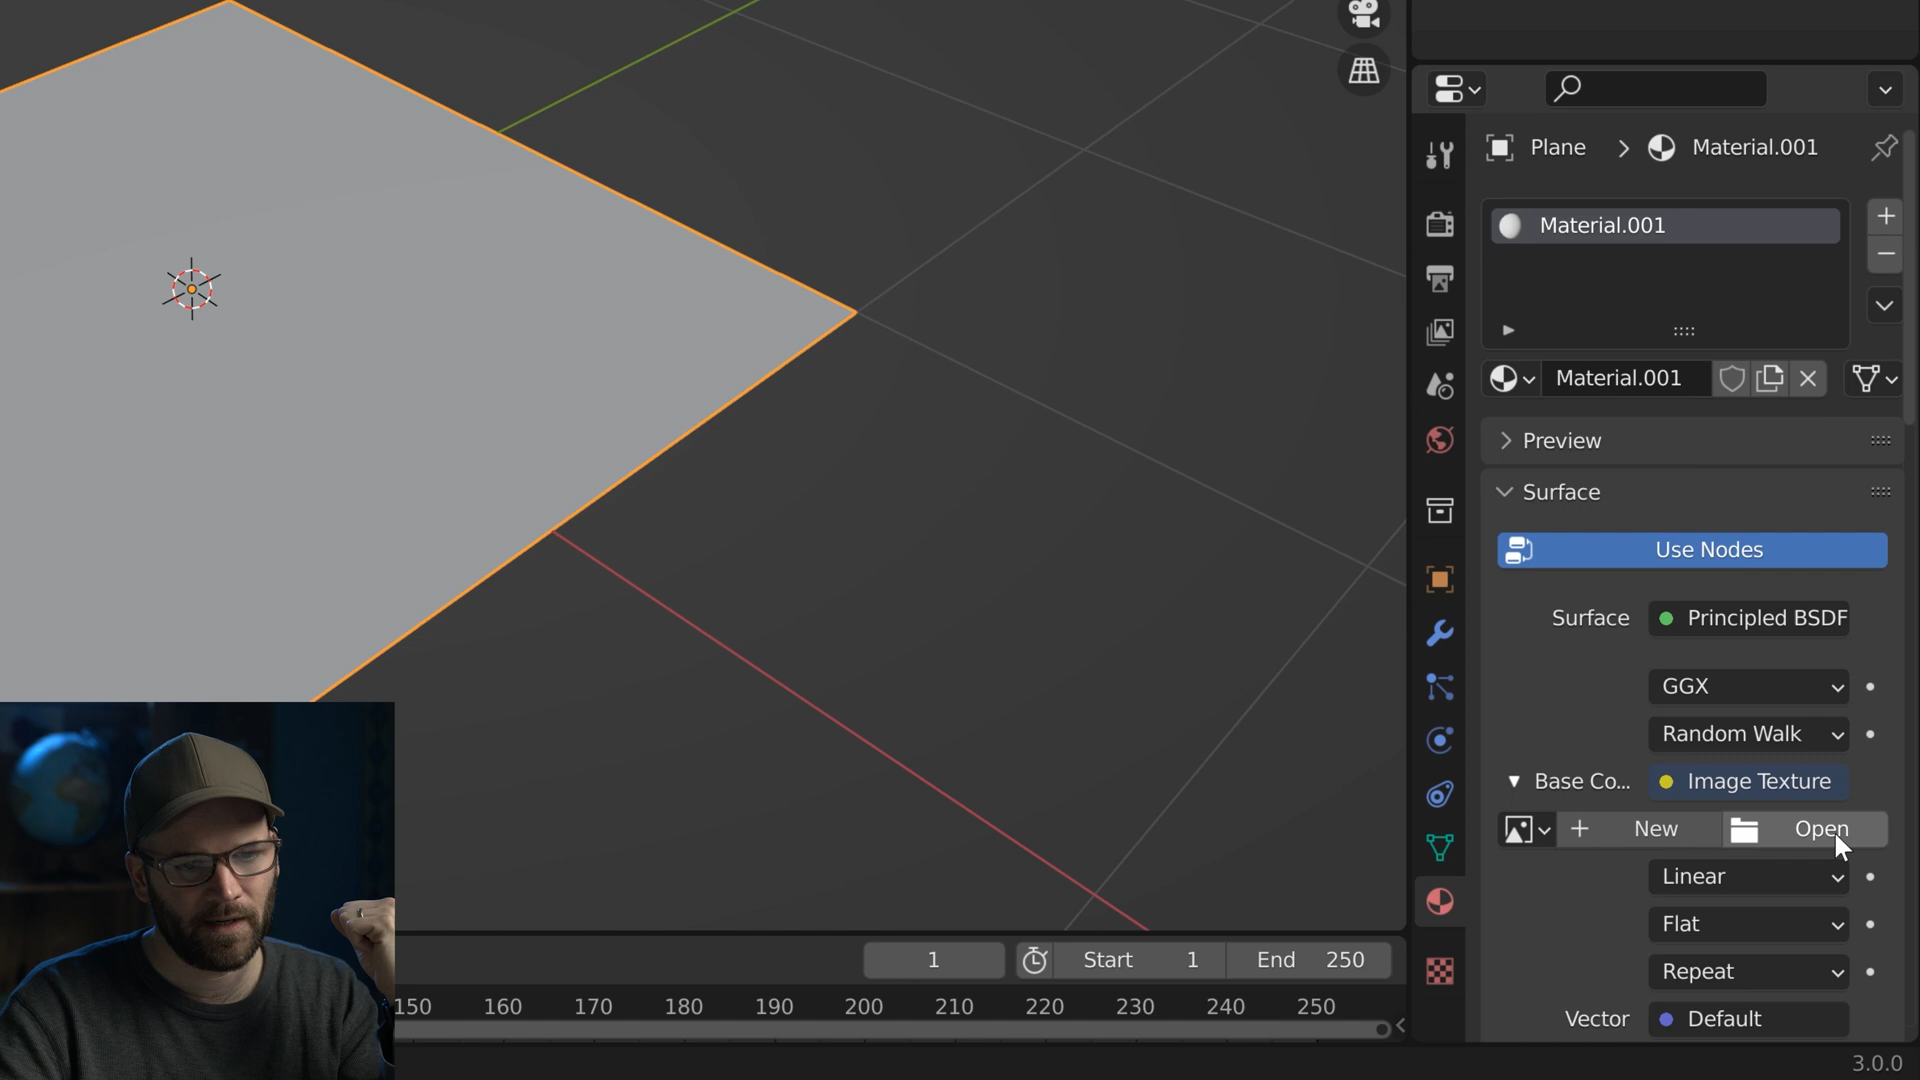 Plane > Material.001
Material.001
Material.001
Preview
Surface
Use Nodes
Surface Principled BSDF
GGX
Random Walk
Base Co... Image Texture
+ New Open
Linear
Flat
Repeat
Vector Default
1 Start 1 End 250
150 160 170 180 190 200 210 220 230 240 250
3.0.0